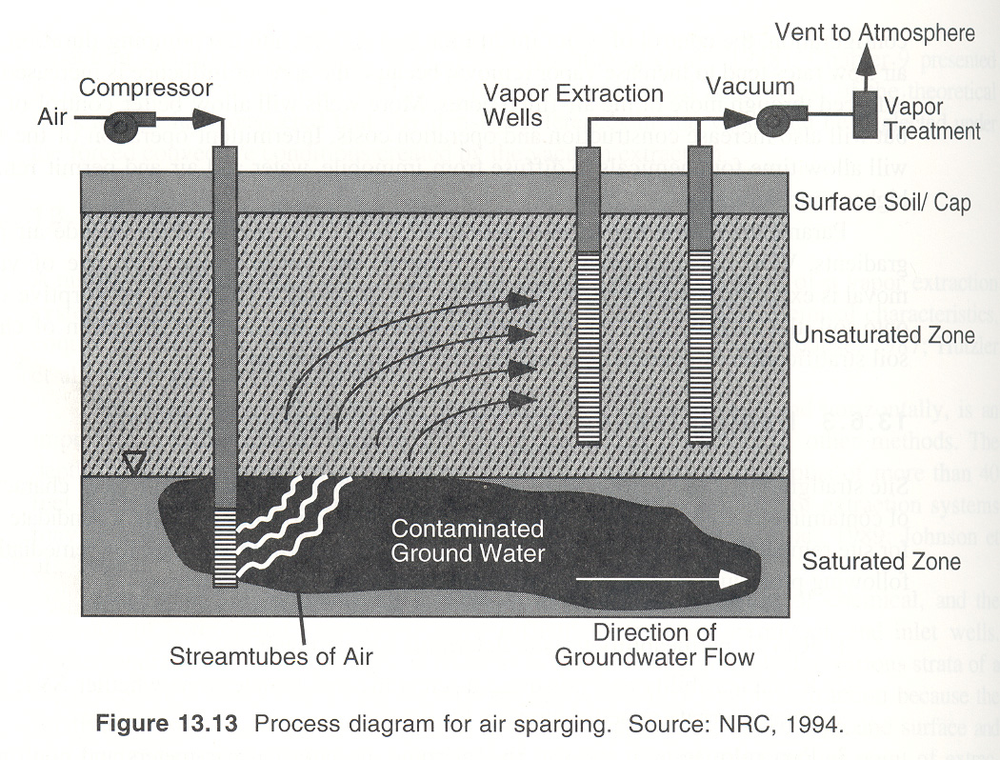 Vent to Atmosphere
Compressor
Air
Vapor Extraction
Wells
Vacuum
Vapor
Treatment
Surface Soil/ Cap
Unsaturated Zone
Contaminated
Ground Water
Saturated Zone
Streamtubes of Air
Direction of
Groundwater Flow
Figure 13.13 Process diagram for air sparging. Source: NRC, 1994.